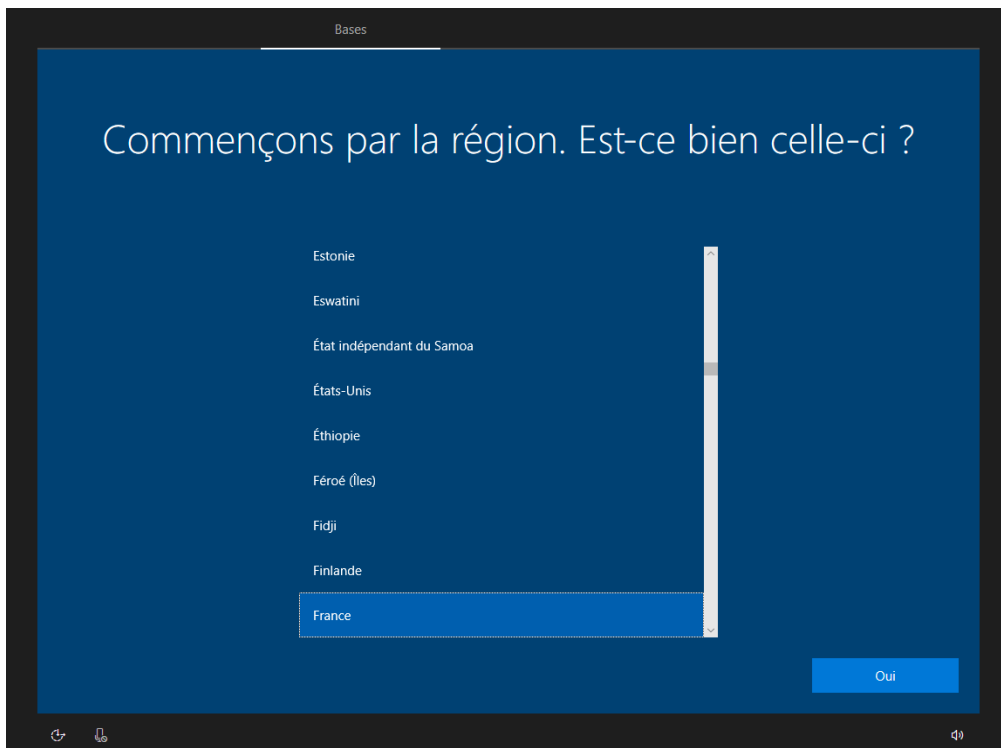 Bases
Commençons par la région. Est-ce bien celle-ci ?
Estonie
Eswatini
État indépendant du Samoa
États-Unis
Éthiopie
Féroé (Îles)
Fidji
Finlande
France
Oui